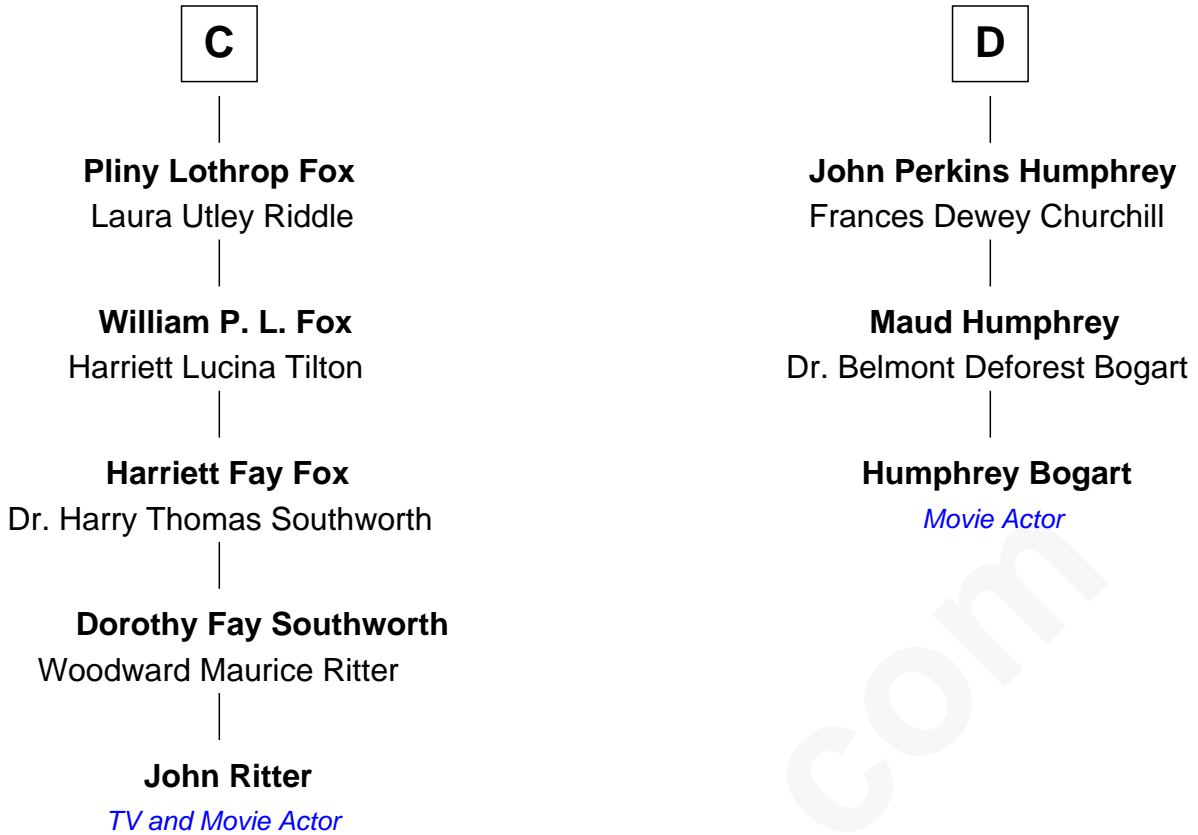 C
Pliny Lothrop Fox
Laura Utley Riddle
William P. L. Fox
Harriett Lucina Tilton
Harriett Fay Fox
Dr. Harry Thomas Southworth
Dorothy Fay Southworth
Woodward Maurice Ritter
John Ritter
TV and Movie Actor
D
John Perkins Humphrey
Frances Dewey Churchill
Maud Humphrey
Dr. Belmont Deforest Bogart
Humphrey Bogart
Movie Actor
com